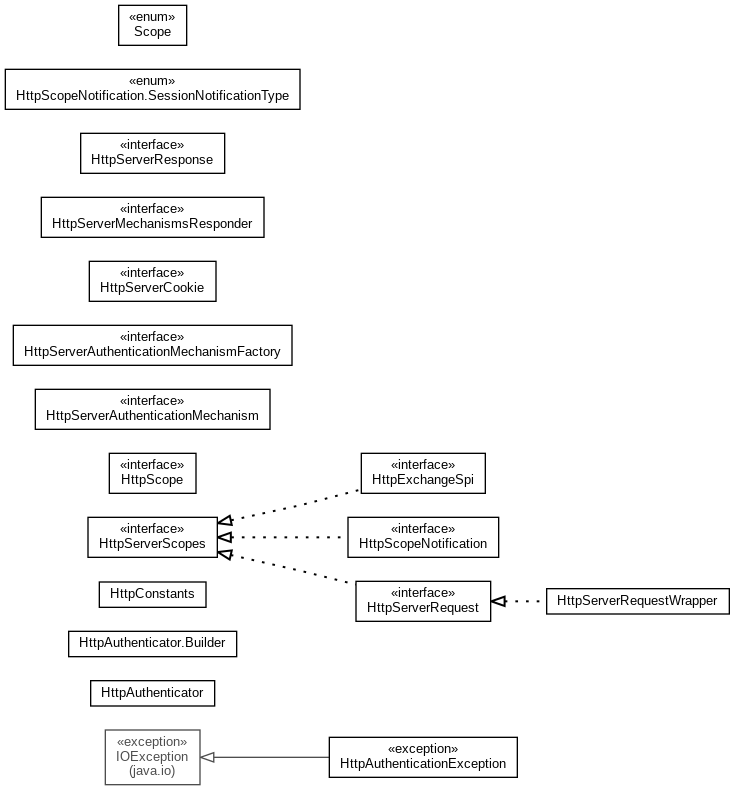 «enum»
Scope
«enum»
HttpScopeNotification.SessionNotificationType
«interface»
HttpServerResponse
«interface»
HttpServerMechanismsResponder
«interface»
HttpServerCookie
«interface»
HttpServerAuthenticationMechanismFactory
«interface»
HttpServerAuthenticationMechanism
«interface»
HttpScope
«interface»
HttpExchangeSpi
«interface»
HttpServerScopes
«interface»
HttpScopeNotification
HttpConstants
«interface»
HttpServerRequest
HttpServerRequestWrapper
HttpAuthenticator.Builder
HttpAuthenticator
«exception»
IOException
(java.io)
«exception»
HttpAuthenticationException